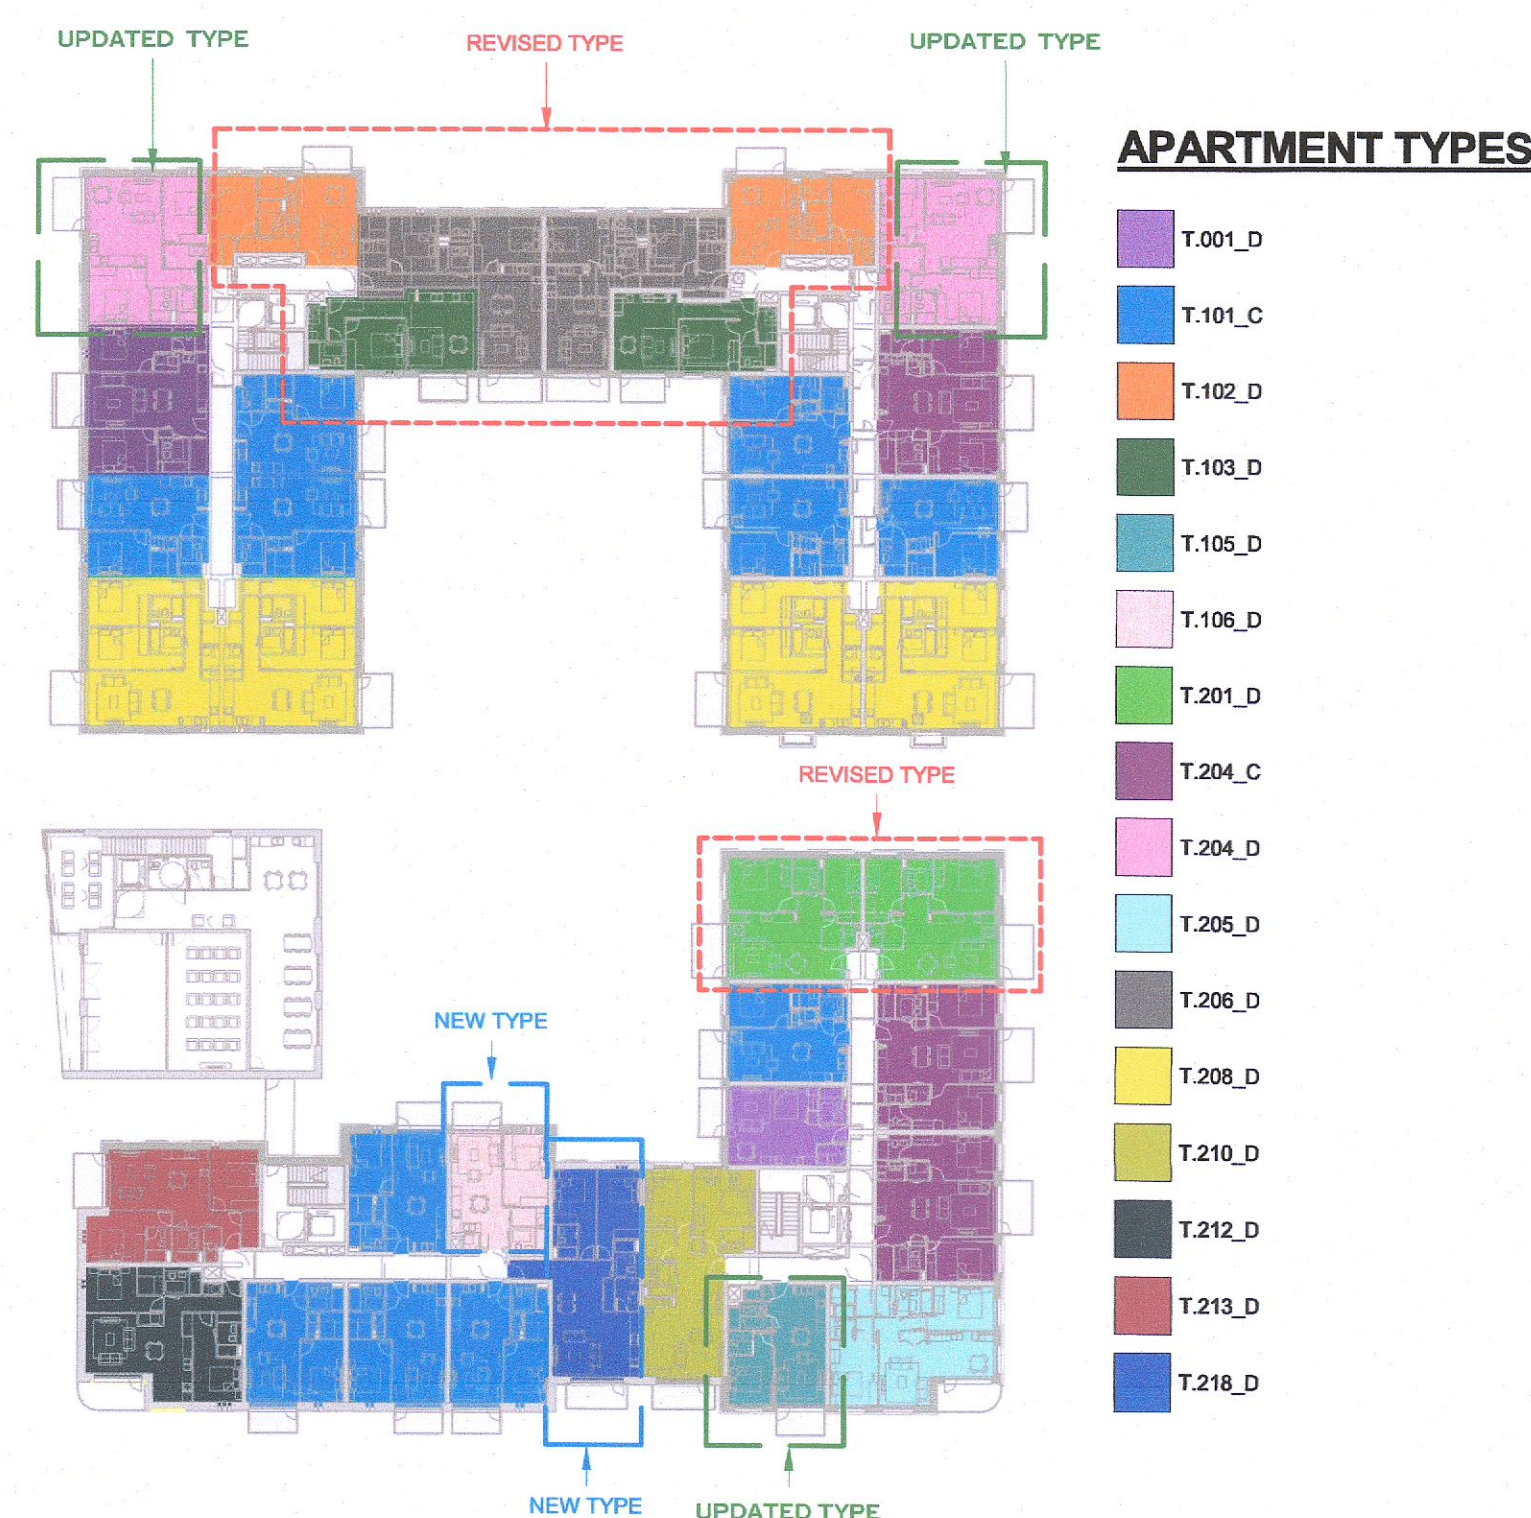 UPDATED TYPE
REVISED TYPE
UPDATED TYPE
APARTMENT TYPES
T.001_D
T.101_C
T.102_D
T.103_D
T.105_D
T.106_D
T.201_D
T.204_C
T.204_D
T.205_D
T.206_D
T.208_D
T.210_D
T.212_D
T.213_D
T.218_D
REVISED TYPE
NEW TYPE
NEW TYPE
UPDATED TYPE